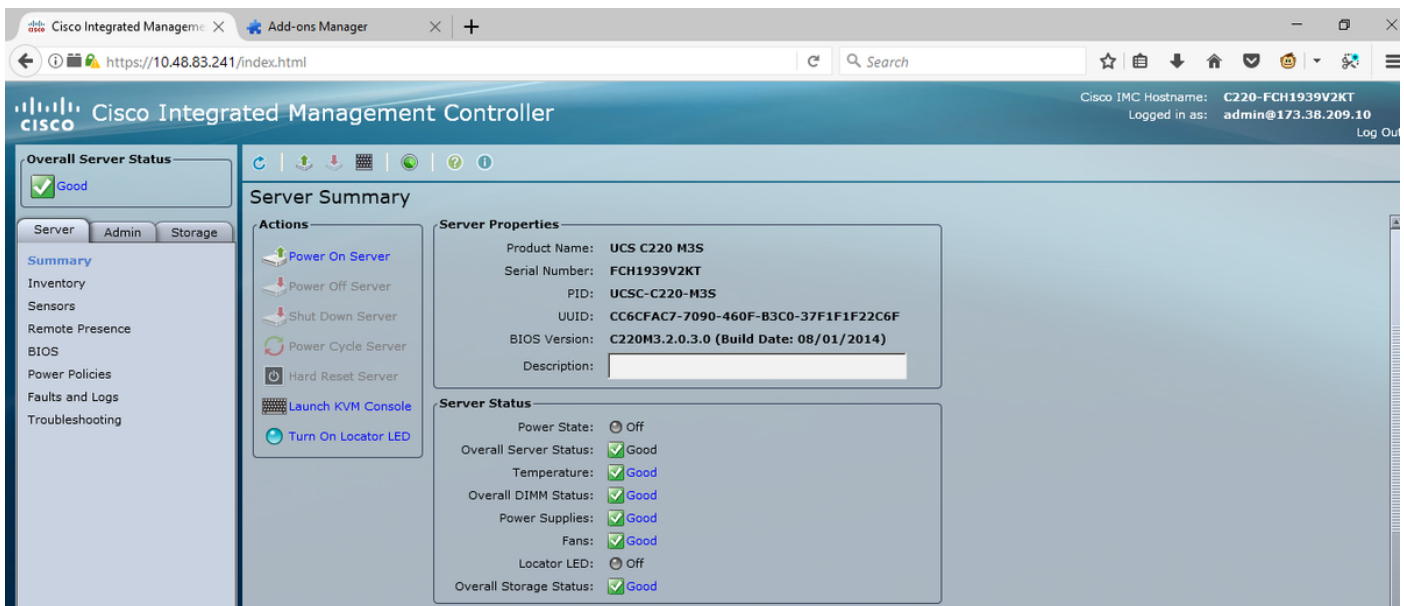 Cisco Integrated Manageme
Add-ons Manager
https://10.48.83.241/index.html
Search
CISCO
Cisco Integrated Management Controller
Cisco IMC Hostname: C220-FCH1939V2KT
Logged in as: admin@173.38.209.10
Log Out
Overall Server Status
Good
Server Admin Storage
Summary
Inventory
Sensors
Remote Presence
BIOS
Power Policies
Faults and Logs
Troubleshooting
Server Summary
Actions
Power On Server
Power Off Server
Shut Down Server
Power Cycle Server
Hard Reset Server
Launch KVM Console
Turn On Locator LED
Server Properties
Product Name: UCS C220 M3S
Serial Number: FCH1939V2KT
PID: UCSC-C220-M3S
UUID: CC6CFAC7-7090-460F-B3C0-37F1F1F22C6F
BIOS Version: C220M3.2.0.3.0 (Build Date: 08/01/2014)
Description:
Server Status
Power State: Off
Overall Server Status: Good
Temperature: Good
Overall DIMM Status: Good
Power Supplies: Good
Fans: Good
Locator LED: Off
Overall Storage Status: Good